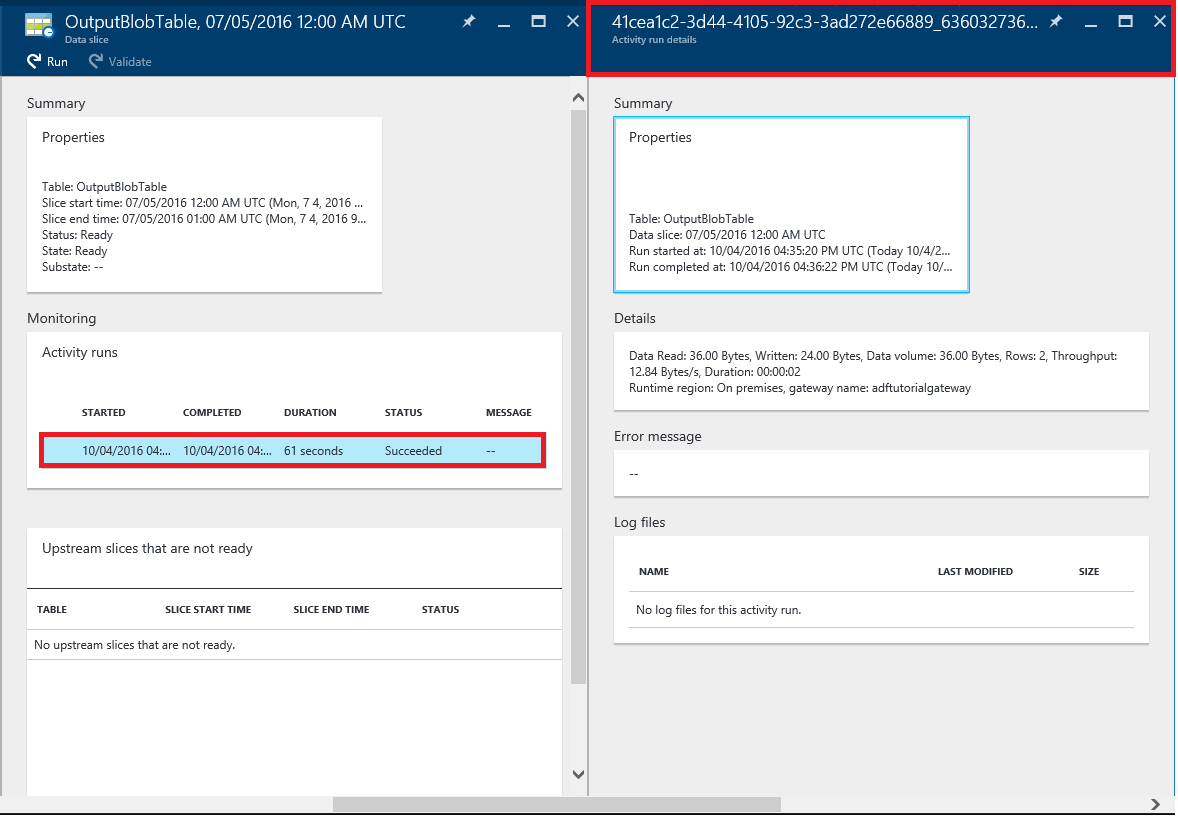 OutputBlobTable, 07/05/2016 12:00 AM UTC
Data slice
Run
Validate
Summary
Properties
Table: OutputBlobTable
Slice start time: 07/05/2016 12:00 AM UTC (Mon, 7 4, 2016 ...
Slice end time: 07/05/2016 01:00 AM UTC (Mon, 7 4, 2016 9...
Status: Ready
State: Ready
Substate: --
Monitoring
Activity runs
STARTED COMPLETED DURATION STATUS MESSAGE
10/04/2016 04:... 10/04/2016 04:... 61 seconds Succeeded --
Upstream slices that are not ready
TABLE SLICE START TIME SLICE END TIME STATUS
No upstream slices that are not ready.
41cea1c2-3d44-4105-92c3-3ad272e66889_636032736...
Activity run details
Summary
Properties
Table: OutputBlobTable
Data slice: 07/05/2016 12:00 AM UTC
Run started at: 10/04/2016 04:35:20 PM UTC (Today 10/4/2...
Run completed at: 10/04/2016 04:36:22 PM UTC (Today 10/...
Details
Data Read: 36.00 Bytes, Written: 24.00 Bytes, Data volume: 36.00 Bytes, Rows: 2, Throughput:
12.84 Bytes/s, Duration: 00:00:02
Runtime region: On premises, gateway name: adftutorialgateway
Error message
--
Log files
NAME LAST MODIFIED SIZE
No log files for this activity run.